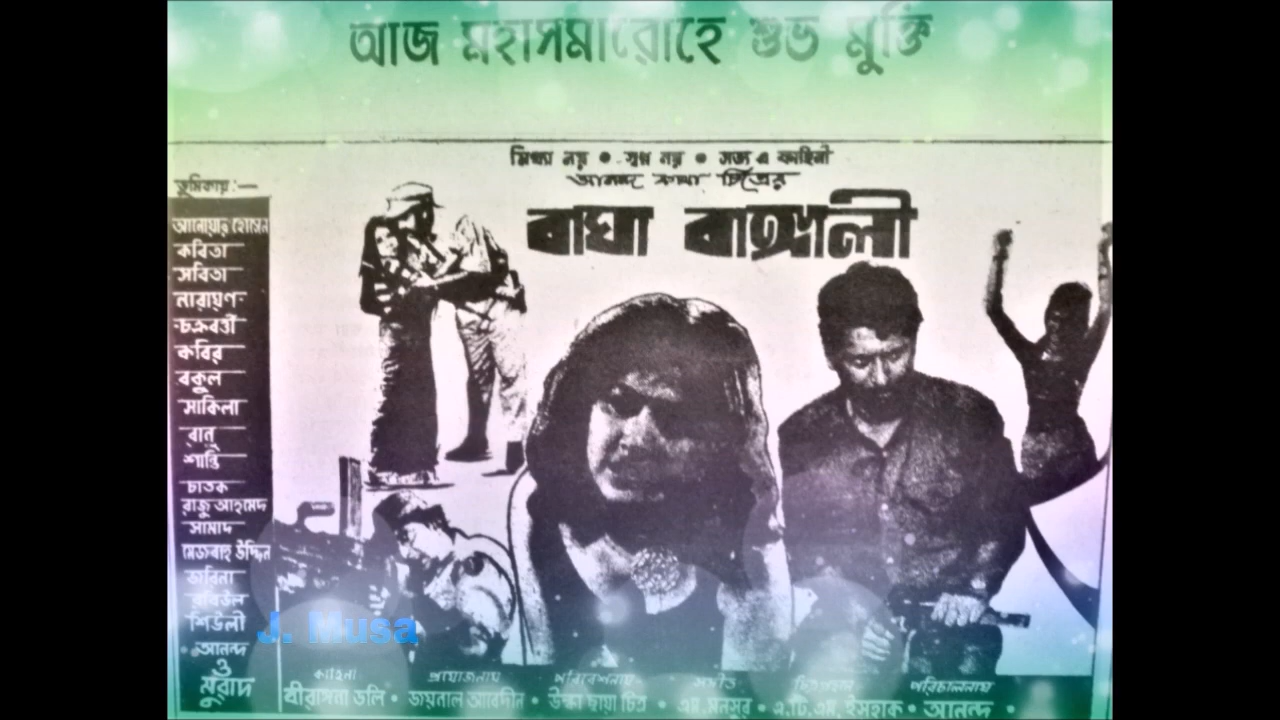 আজ মহাসমারোহে শুভ মুক্তি
মিথ্যা নয় • স্বপ্ন নয় • সত্য এ কাহিনী
আনন্দ কথা চিত্রের
বাঘা বাঙ্গালী
ভূমিকায় :—
আনোয়ার হোসেন
কবিতা
সবিতা
নারায়ণ-
-চক্রবর্ত্তী
কবির
বকুল
সাকিলা
রানু
শান্তি
চাতক
রাজু আহমেদ
সামাদ
মেজবাহ উদ্দিন
জরিনা
রবিউল
শিউলী
আনন্দ
ও
মুরাদ
J. Musa
কাহিনী প্রযোজনায় পরিবেশনায় সঙ্গীত চিত্রগ্রহণ পরিচালনায়
বীরাঙ্গনা ডলি • জয়নাল আবেদীন • উল্কা ছায়া চিত্র • এম, মনসুর • এ.টি.এম. ইসহাক • আনন্দ •